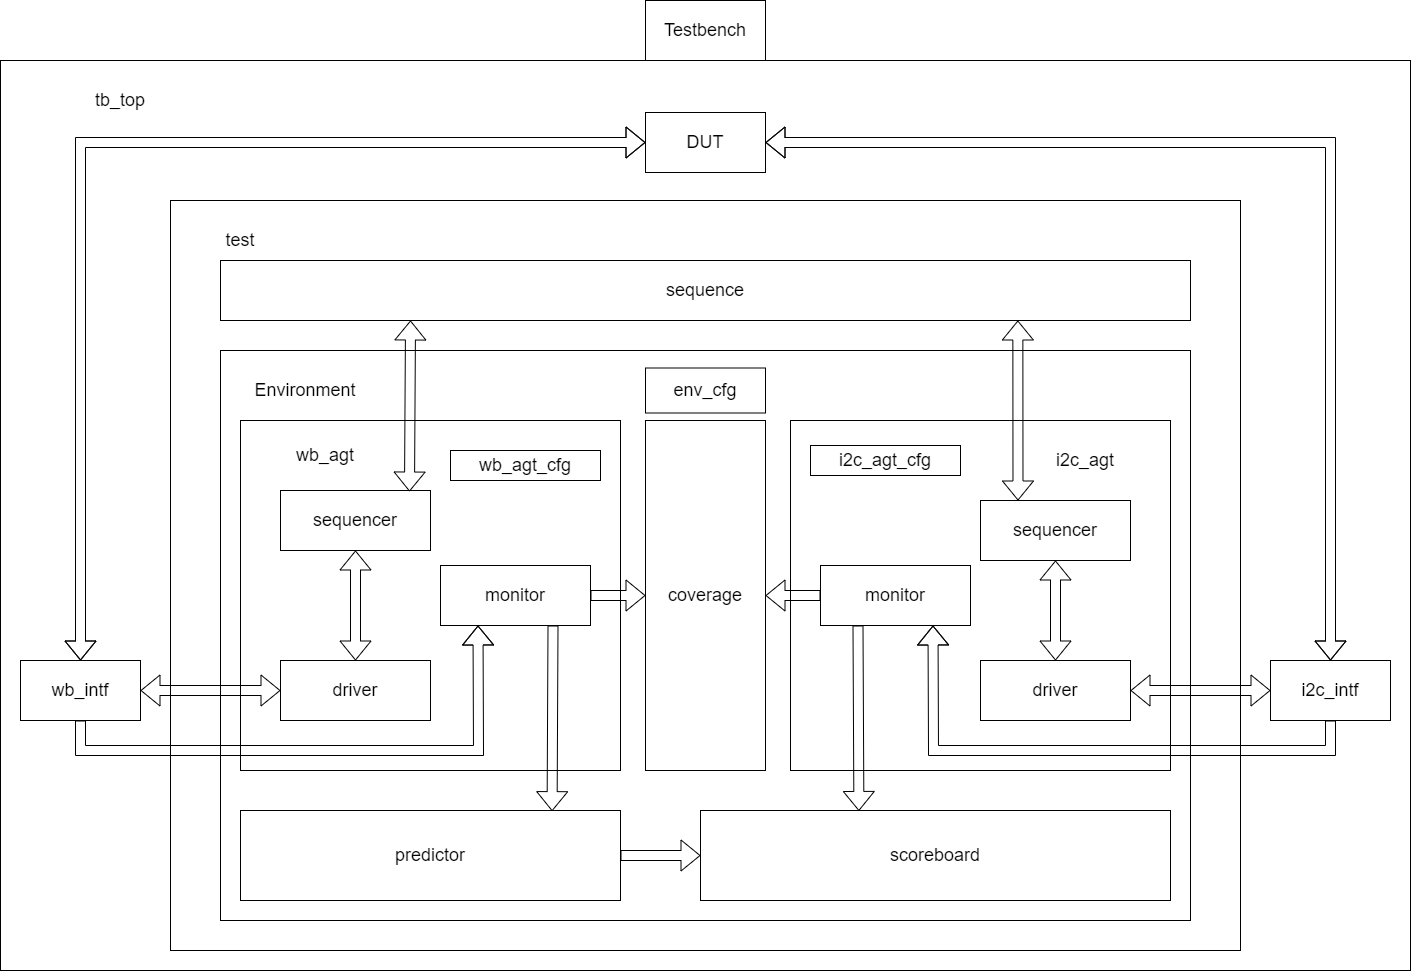 Testbench
tb_top
DUT
test
sequence
Environment
env_cfg
wb_agt
wb_agt_cfg
i2c_agt_cfg
i2c_agt
sequencer
sequencer
monitor
coverage
monitor
wb_intf
driver
driver
i2c_intf
predictor
scoreboard